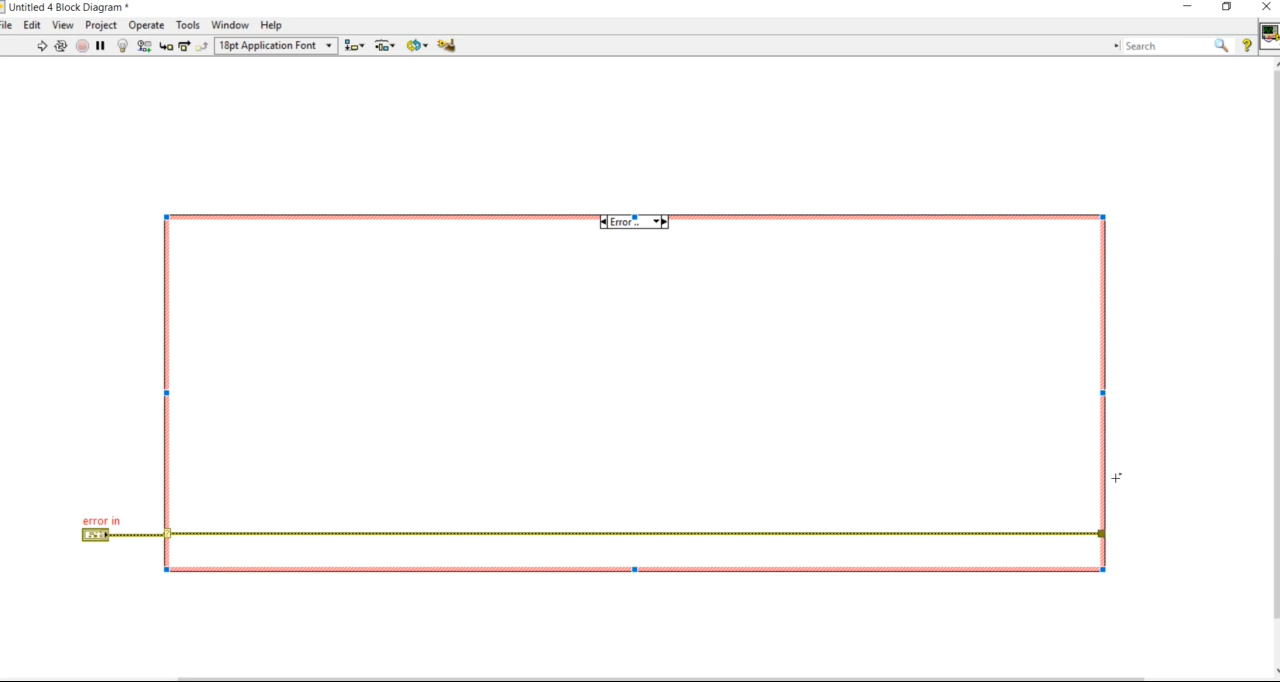 Untitled 4 Block Diagram *
File Edit View Project Operate Tools Window Help
18pt Application Font
Search
?
Error ..
error in